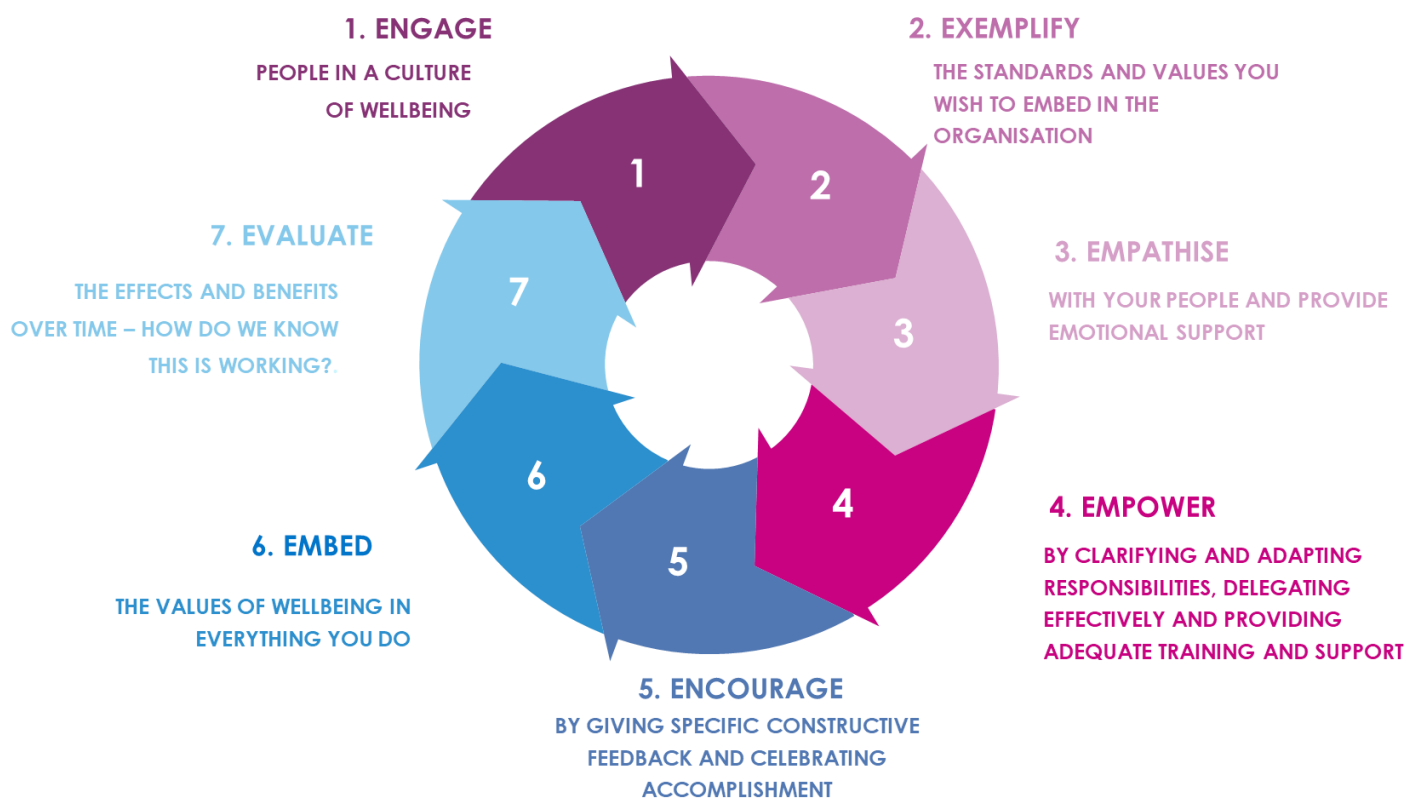 1. ENGAGE
PEOPLE IN A CULTURE
OF WELLBEING
2. EXEMPLIFY
THE STANDARDS AND VALUES YOU
WISH TO EMBED IN THE
ORGANISATION
3. EMPATHISE
WITH YOUR PEOPLE AND PROVIDE
EMOTIONAL SUPPORT
4. EMPOWER
BY CLARIFYING AND ADAPTING
RESPONSIBILITIES, DELEGATING
EFFECTIVELY AND PROVIDING
ADEQUATE TRAINING AND SUPPORT
5. ENCOURAGE
BY GIVING SPECIFIC CONSTRUCTIVE
FEEDBACK AND CELEBRATING
ACCOMPLISHMENT
6. EMBED
THE VALUES OF WELLBEING IN
EVERYTHING YOU DO
7. EVALUATE
THE EFFECTS AND BENEFITS
OVER TIME – HOW DO WE KNOW
THIS IS WORKING?.
1
2
3
4
5
6
7